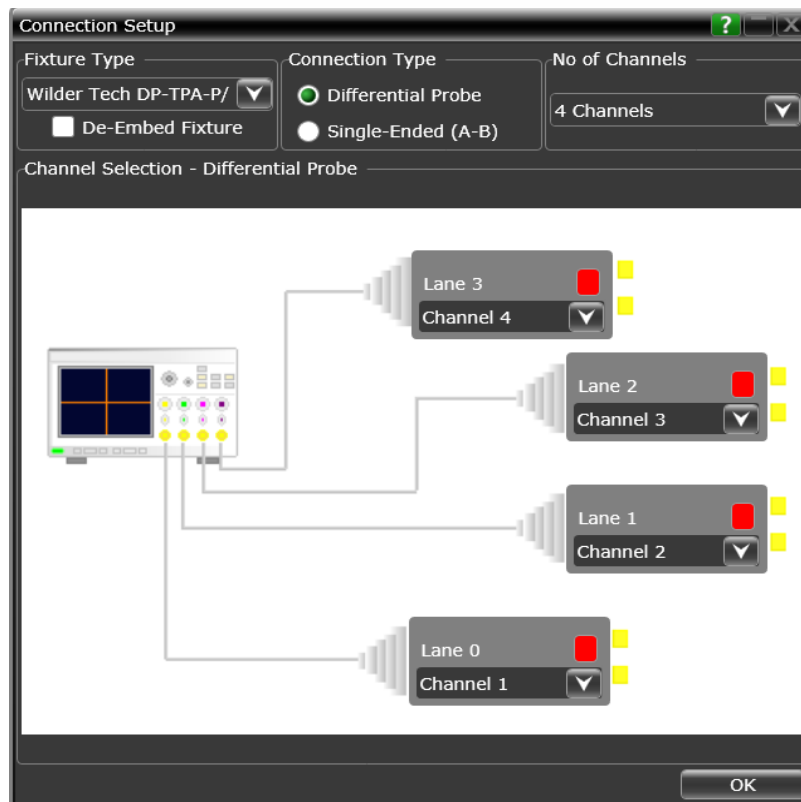 Connection Setup
?
Fixture Type
Wilder Tech DP-TPA-P/
De-Embed Fixture
Connection Type
Differential Probe
Single-Ended (A-B)
No of Channels
4 Channels
Channel Selection - Differential Probe
Lane 3
Channel 4
Lane 2
Channel 3
Lane 1
Channel 2
Lane 0
Channel 1
OK